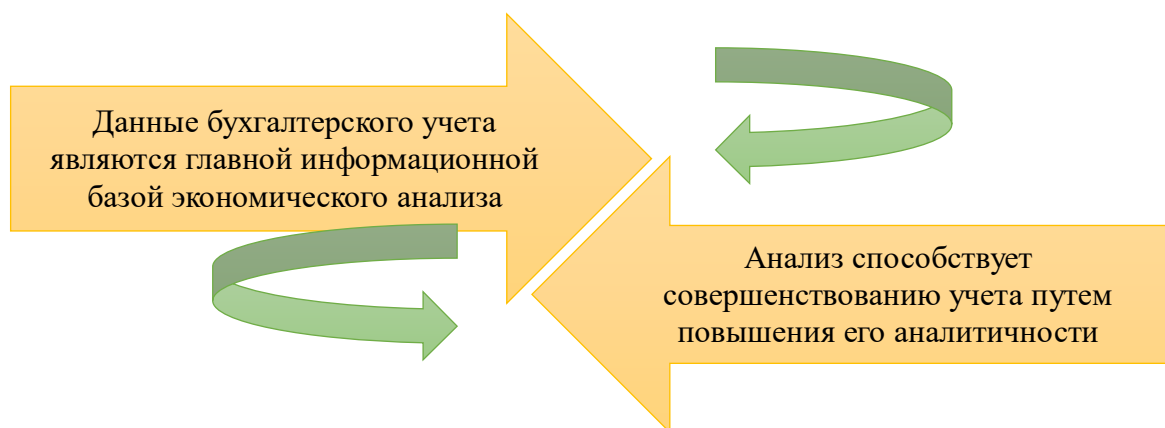 Данные бухгалтерского учета
являются главной информационной
базой экономического анализа
Анализ способствует
совершенствованию учета путем
повышения его аналитичности